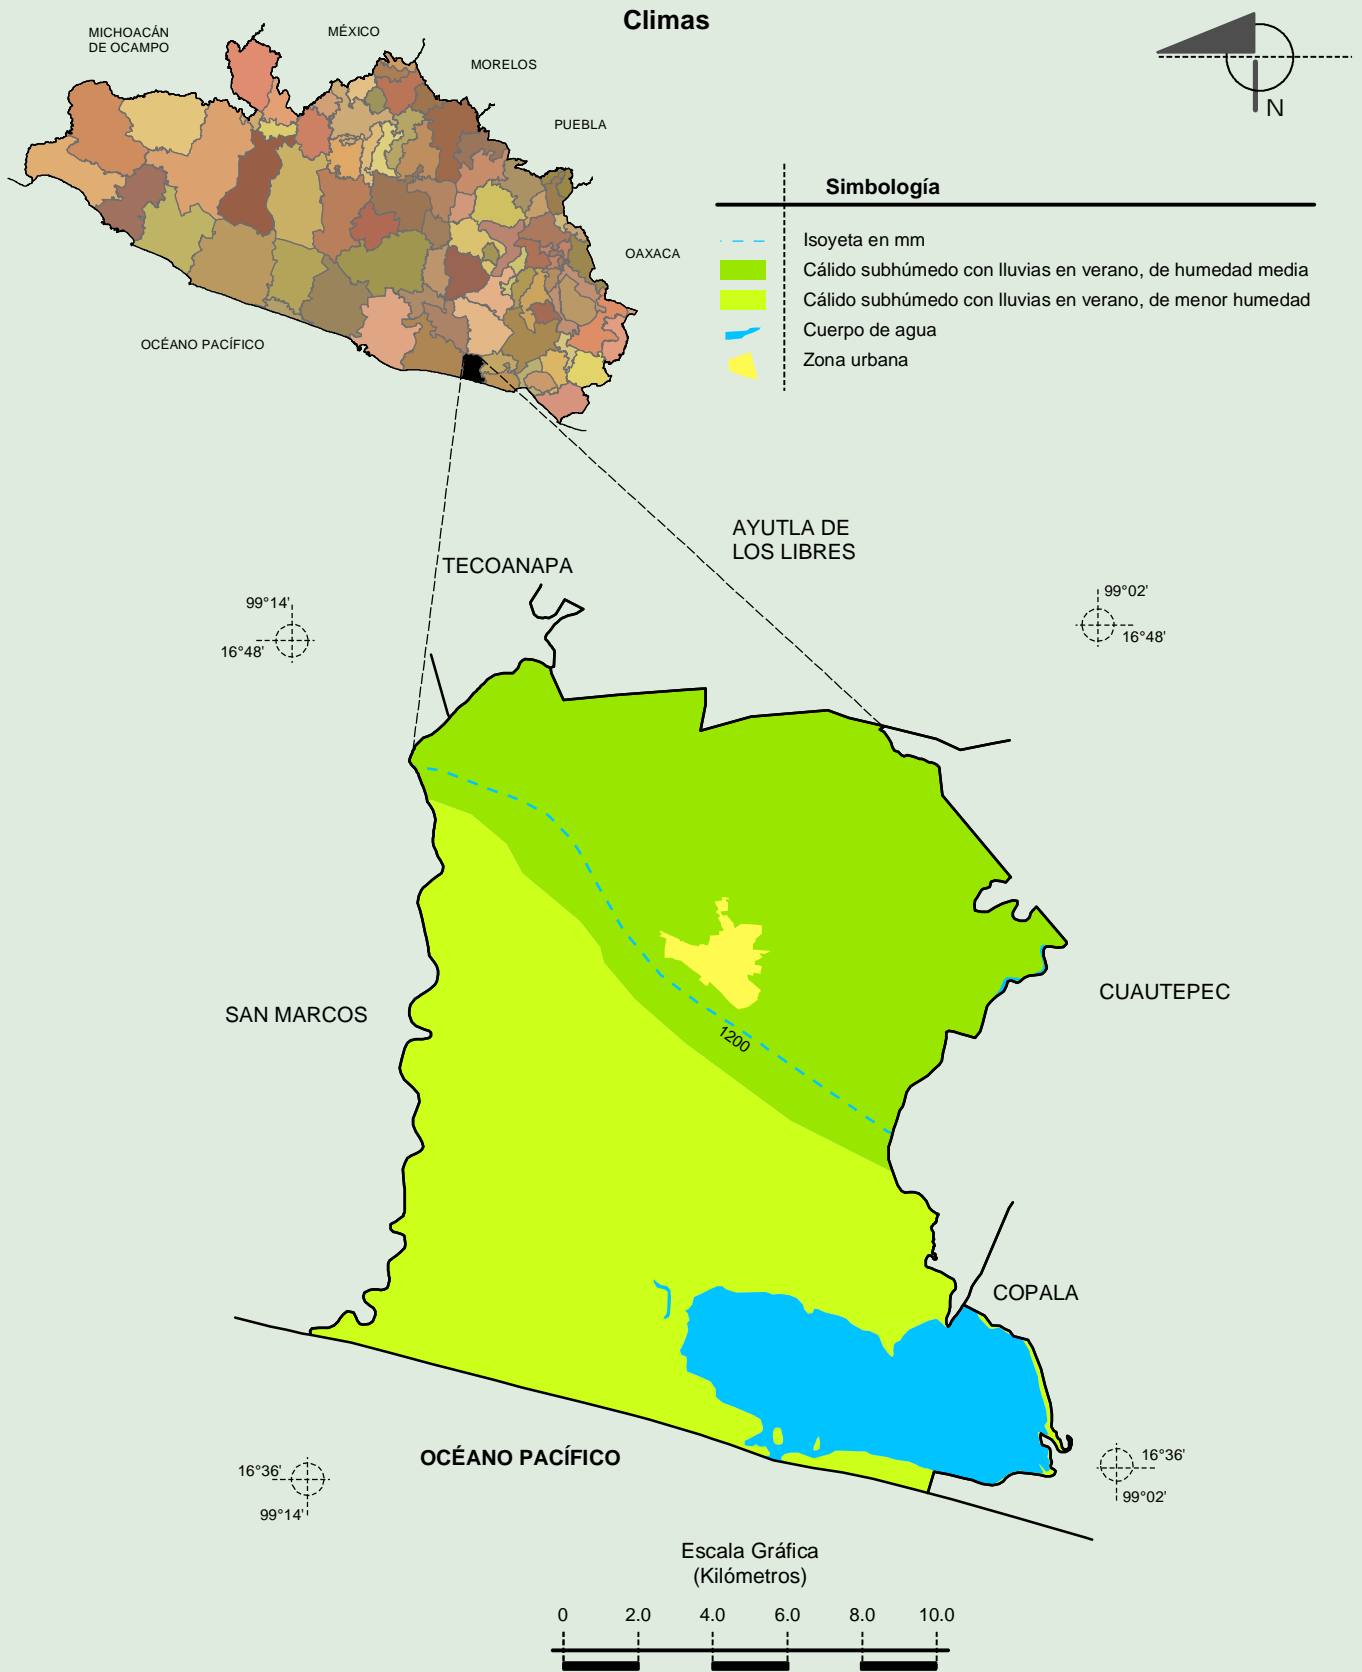 Climas
MICHOACÁN
DE OCAMPO
MÉXICO
MORELOS
PUEBLA
OAXACA
OCÉANO PACÍFICO
N
Simbología
Isoyeta en mm
Cálido subhúmedo con lluvias en verano, de humedad media
Cálido subhúmedo con lluvias en verano, de menor humedad
Cuerpo de agua
Zona urbana
AYUTLA DE
LOS LIBRES
TECOANAPA
99°14'
16°48'
99°02'
16°48'
SAN MARCOS
CUAUTEPEC
1200
COPALA
OCÉANO PACÍFICO
16°36'
99°14'
16°36'
99°02'
Escala Gráfica
(Kilómetros)
0 2.0 4.0 6.0 8.0 10.0